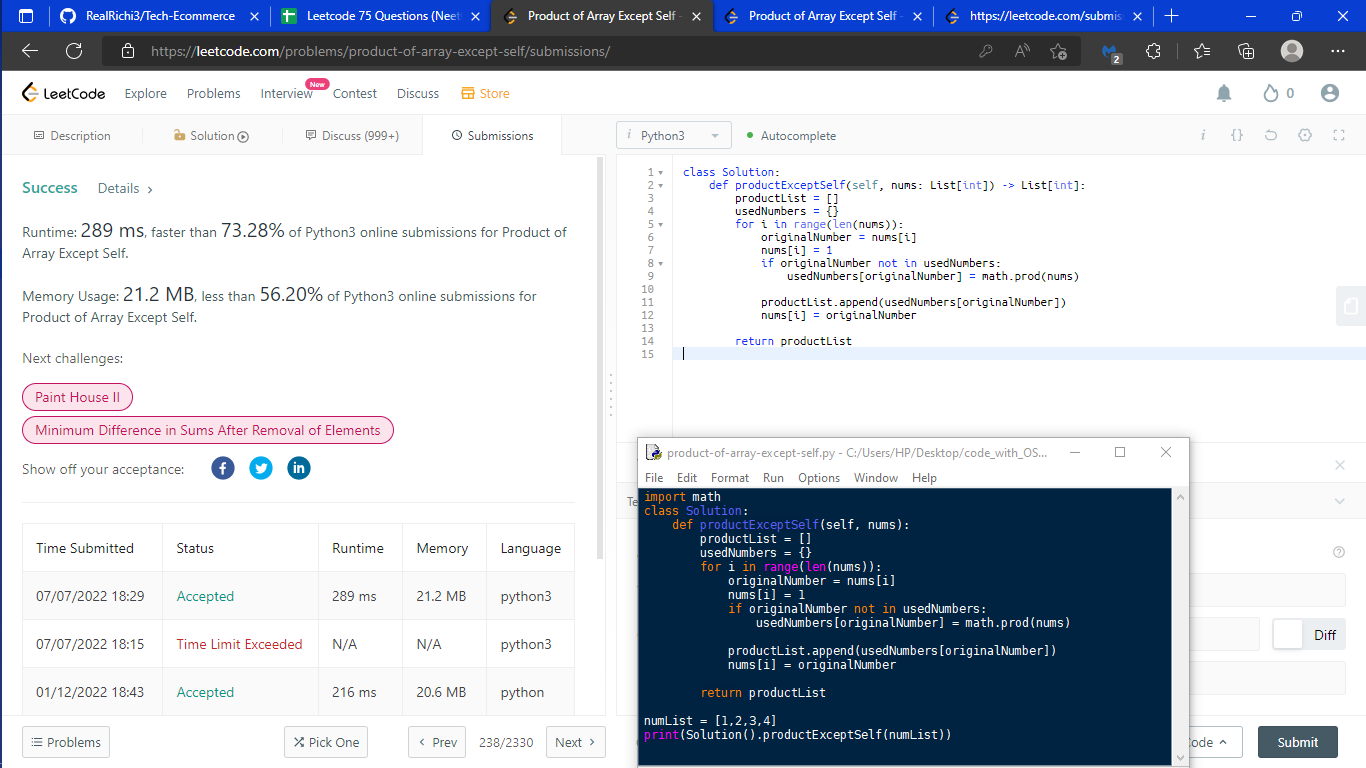 RealRichi3/Tech-Ecommerce
Leetcode 75 Questions (Neet
Product of Array Except Self -
Product of Array Except Self -
https://leetcode.com/submis
https://leetcode.com/problems/product-of-array-except-self/submissions/
2
LeetCode
Explore
Problems
Interview
New
Contest
Discuss
Store
0
Description
Solution
Discuss (999+)
Submissions
i Python3
Autocomplete
i {}
Success
Details >
Runtime: 289 ms, faster than 73.28% of Python3 online submissions for Product of
Array Except Self.
Memory Usage: 21.2 MB, less than 56.20% of Python3 online submissions for
Product of Array Except Self.
Next challenges:
Paint House II
Minimum Difference in Sums After Removal of Elements
Show off your acceptance:
Time Submitted Status Runtime Memory Language
07/07/2022 18:29 Accepted 289 ms 21.2 MB python3
07/07/2022 18:15 Time Limit Exceeded N/A N/A python3
01/12/2022 18:43 Accepted 216 ms 20.6 MB python
Problems
Pick One
< Prev
238/2330
Next >
1 class Solution:
2 def productExceptSelf(self, nums: List[int]) -> List[int]:
3 productList = []
4 usedNumbers = {}
5 for i in range(len(nums)):
6 originalNumber = nums[i]
7 nums[i] = 1
8 if originalNumber not in usedNumbers:
9 usedNumbers[originalNumber] = math.prod(nums)
10
11 productList.append(usedNumbers[originalNumber])
12 nums[i] = originalNumber
13
14 return productList
15
product-of-array-except-self.py - C:/Users/HP/Desktop/code_with_OS...
File Edit Format Run Options Window Help
import math
class Solution:
def productExceptSelf(self, nums):
productList = []
usedNumbers = {}
for i in range(len(nums)):
originalNumber = nums[i]
nums[i] = 1
if originalNumber not in usedNumbers:
usedNumbers[originalNumber] = math.prod(nums)
productList.append(usedNumbers[originalNumber])
nums[i] = originalNumber
return productList
numList = [1,2,3,4]
print(Solution().productExceptSelf(numList))
Te
Diff
ode
Submit